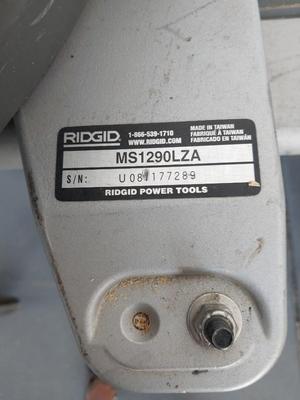 RIDGID 1-866-539-1710 MADE IN TAIWAN
WWW.RIDGID.COM FABRIQUÉ A TAIWAN
FABRICADO EN TAIWAN
MS1290LZA
S/N: U 081177289
RIDGID POWER TOOLS